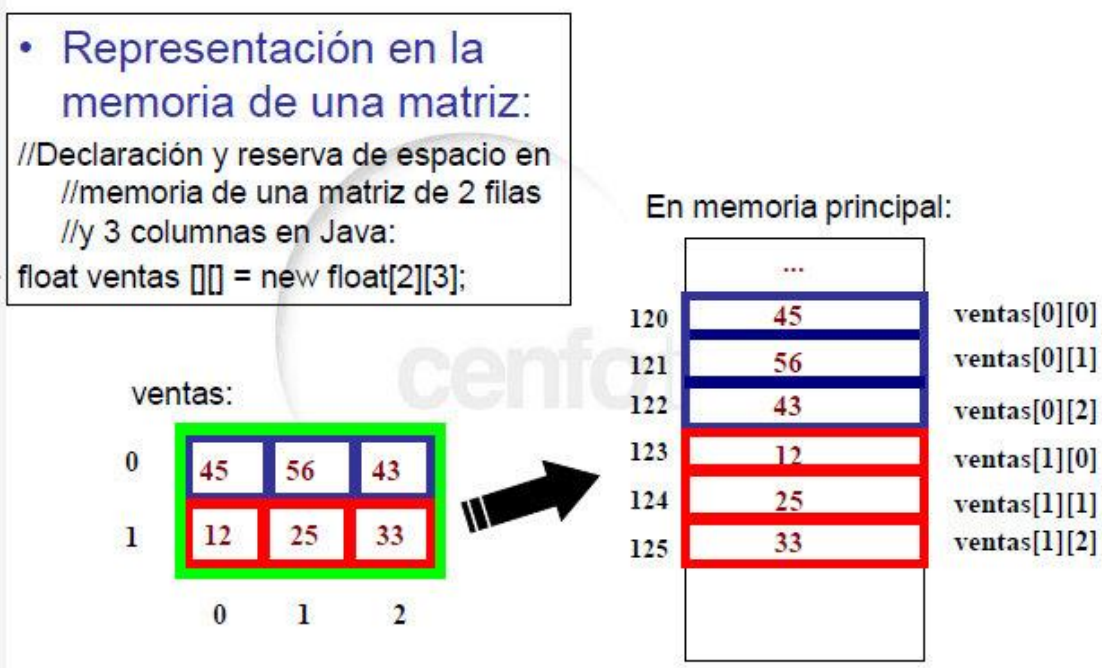 • Representación en la
memoria de una matriz:
//Declaración y reserva de espacio en
//memoria de una matriz de 2 filas
//y 3 columnas en Java:
float ventas [][] = new float[2][3];
En memoria principal:
...
120 45 ventas[0][0]
121 56 ventas[0][1]
122 43 ventas[0][2]
123 12 ventas[1][0]
124 25 ventas[1][1]
125 33 ventas[1][2]
ventas:
0 45 56 43
1 12 25 33
0 1 2